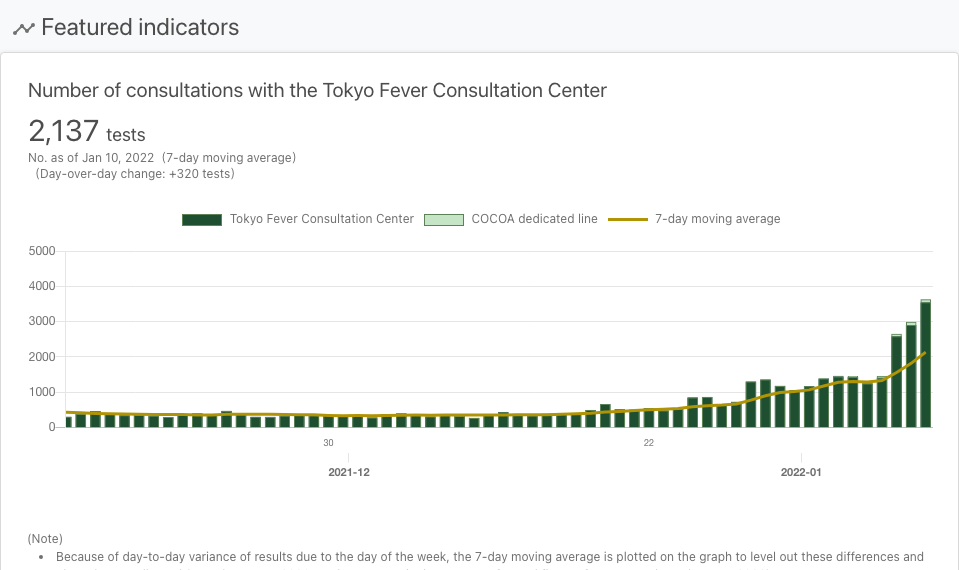 Featured indicators
Number of consultations with the Tokyo Fever Consultation Center
2,137 tests
No. as of Jan 10, 2022 (7-day moving average)
(Day-over-day change: +320 tests)
Tokyo Fever Consultation Center COCOA dedicated line 7-day moving average
5000
4000
3000
2000
1000
0
30 22
2021-12 2022-01
(Note)
• Because of day-to-day variance of results due to the day of the week, the 7-day moving average is plotted on the graph to level out these differences and